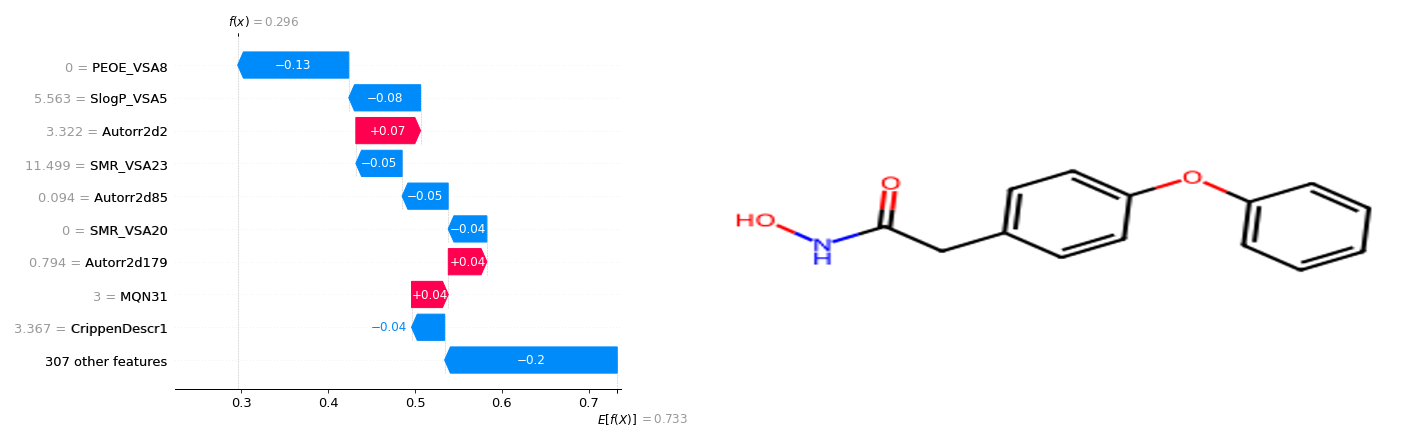 f(x) = 0.296
0 = PEOE_VSA8
−0.13
5.563 = SlogP_VSA5
−0.08
3.322 = Autorr2d2
+0.07
11.499 = SMR_VSA23
−0.05
0.094 = Autorr2d85
−0.05
0 = SMR_VSA20
−0.04
0.794 = Autorr2d179
+0.04
3 = MQN31
+0.04
3.367 = CrippenDescr1
−0.04
307 other features
−0.2
0.3 0.4 0.5 0.6 0.7
E[f(X)] = 0.733
O
HO
N
H
O